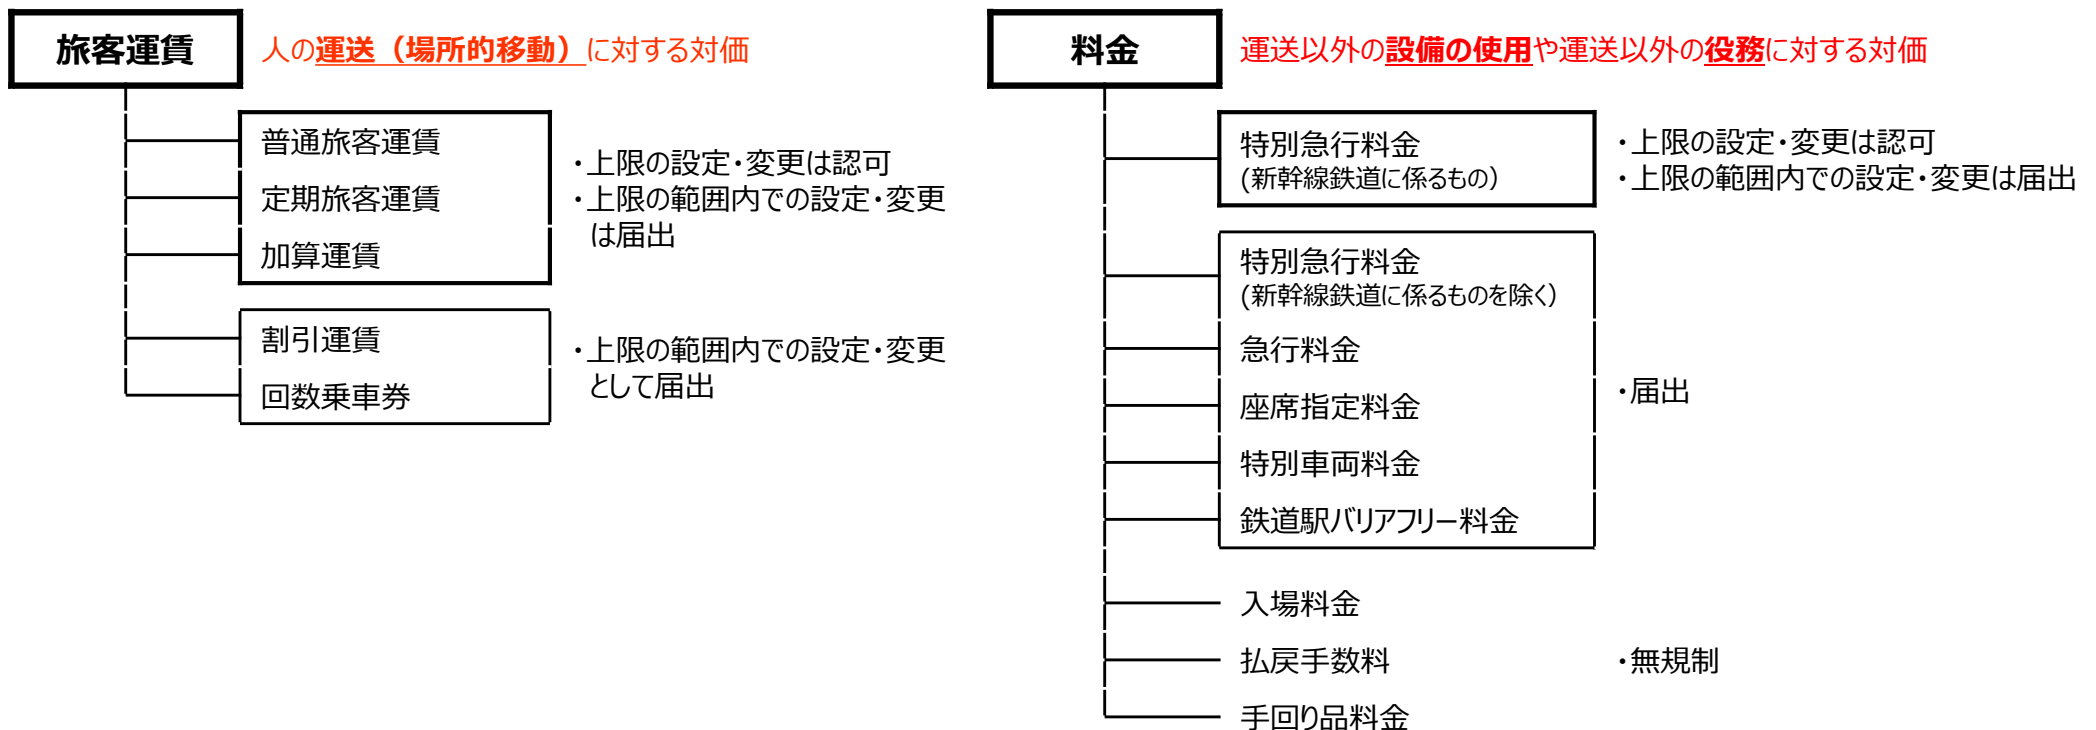 旅客運賃
人の運送（場所的移動）に対する対価
普通旅客運賃
定期旅客運賃
加算運賃
・上限の設定・変更は認可
・上限の範囲内での設定・変更
は届出
割引運賃
回数乗車券
・上限の範囲内での設定・変更
として届出
料金
運送以外の設備の使用や運送以外の役務に対する対価
特別急行料金
(新幹線鉄道に係るもの）
・上限の設定・変更は認可
・上限の範囲内での設定・変更は届出
特別急行料金
(新幹線鉄道に係るものを除く）
急行料金
座席指定料金
特別車両料金
鉄道駅バリアフリー料金
・届出
入場料金
払戻手数料
手回り品料金
・無規制